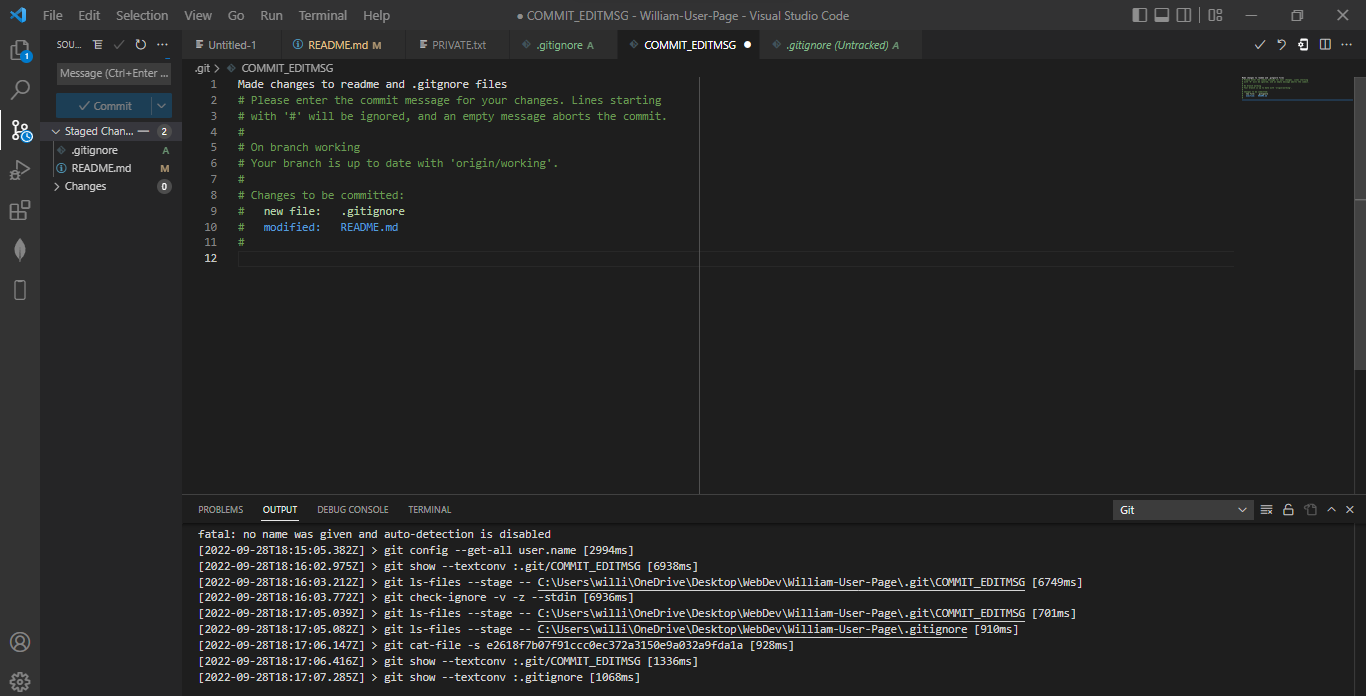 File Edit Selection View Go Run Terminal Help
● COMMIT_EDITMSG - William-User-Page - Visual Studio Code
SOU...
Untitled-1
README.md M
PRIVATE.txt
.gitignore A
COMMIT_EDITMSG ●
.gitignore (Untracked) A
1
Message (Ctrl+Enter ...
Commit
Staged Chan... 2
.gitignore A
README.md M
Changes 0
.git > COMMIT_EDITMSG
1 Made changes to readme and .gitgnore files
2 # Please enter the commit message for your changes. Lines starting
3 # with '#' will be ignored, and an empty message aborts the commit.
4 #
5 # On branch working
6 # Your branch is up to date with 'origin/working'.
7 #
8 # Changes to be committed:
9 # new file: .gitignore
10 # modified: README.md
11 #
12
PROBLEMS OUTPUT DEBUG CONSOLE TERMINAL
Git
fatal: no name was given and auto-detection is disabled
[2022-09-28T18:15:05.382Z] > git config --get-all user.name [2994ms]
[2022-09-28T18:16:02.975Z] > git show --textconv :.git/COMMIT_EDITMSG [6938ms]
[2022-09-28T18:16:03.212Z] > git ls-files --stage -- C:\Users\willi\OneDrive\Desktop\WebDev\William-User-Page\.git\COMMIT_EDITMSG [6749ms]
[2022-09-28T18:16:03.772Z] > git check-ignore -v -z --stdin [6936ms]
[2022-09-28T18:17:05.039Z] > git ls-files --stage -- C:\Users\willi\OneDrive\Desktop\WebDev\William-User-Page\.git\COMMIT_EDITMSG [701ms]
[2022-09-28T18:17:05.082Z] > git ls-files --stage -- C:\Users\willi\OneDrive\Desktop\WebDev\William-User-Page\.gitignore [910ms]
[2022-09-28T18:17:06.147Z] > git cat-file -s e2618f7b07f91ccc0ec372a3150e9a032a9fda1a [928ms]
[2022-09-28T18:17:06.416Z] > git show --textconv :.git/COMMIT_EDITMSG [1336ms]
[2022-09-28T18:17:07.285Z] > git show --textconv :.gitignore [1068ms]